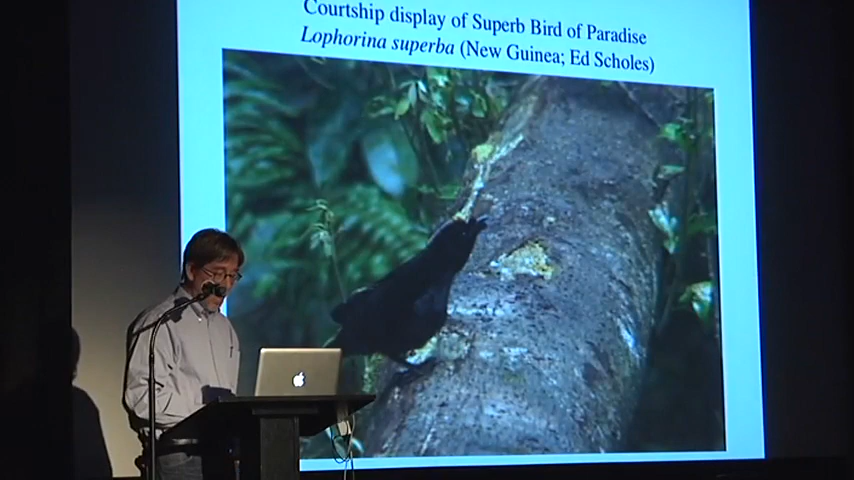 Courtship display of Superb Bird of Paradise
Lophorina superba (New Guinea; Ed Scholes)